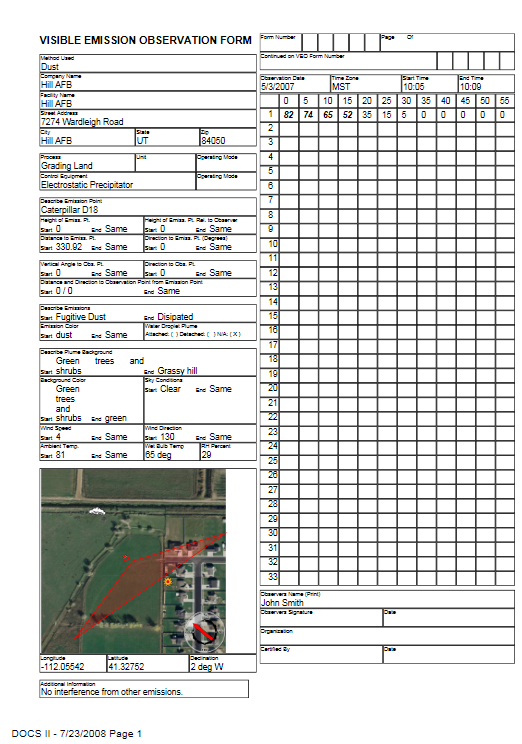 VISIBLE EMISSION OBSERVATION FORM
Method Used
Dust
Company Name
Hill AFB
Facility Name
Hill AFB
Street Address
7274 Wardleigh Road
City State Zip
Hill AFB UT 84050
Process Unit Operating Mode
Grading Land
Control Equipment Operating Mode
Electrostatic Precipitator
Describe Emission Point
Caterpillar D18
Height of Emiss. Pt. Height of Emiss. Pt. Rel. to Observer
Start 0 End Same Start 0 End Same
Distance to Emiss. Pt. Direction to Emiss. Pt. (Degrees)
Start 330.92 End Same Start 0 End Same
Vertical Angle to Obs. Pt. Direction to Obs. Pt.
Start 0 End Same Start 0 End Same
Distance and Direction to Observation Point from Emission Point
Start 0 / 0 End Same
Describe Emissions
Start Fugitive Dust End Disipated
Emission Color Water Droplet Plume
Start dust End Same Attached: ( ) Detached: ( ) N/A: ( X )
Describe Plume Background
Green trees and
Start shrubs End Grassy hill
Background Color Sky Conditions
Green Start Clear End Same
trees
and
Start shrubs End green
Wind Speed Wind Direction
Start 4 End Same Start 130 End Same
Ambient Temp. Wet Bulb Temp RH Percent
Start 81 End Same 65 deg 29
Longitude Latitude Declination
-112.05542 41.32752 2 deg W
Additional Information
No interference from other emissions.
Form Number Page Of
Continued on VEO Form Number
Observation Date Time Zone Start Time End Time
5/3/2007 MST 10:05 10:09
0 5 10 15 20 25 30 35 40 45 50 55
1 82 74 65 52 35 15 5 0 0 0 0 0
2
3
4
5
6
7
8
9
10
11
12
13
14
15
16
17
18
19
20
21
22
23
24
25
26
27
28
29
30
31
32
33
Observers Name (Print)
John Smith
Observers Signature Date
Organization
Certified By Date
DOCS II - 7/23/2008 Page 1